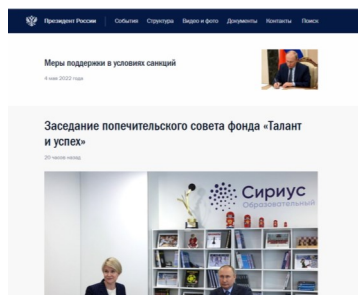 Президент России
События
Структура
Видео и фото
Документы
Контакты
Поиск
Меры поддержки в условиях санкций
4 мая 2022 года
Заседание попечительского совета фонда «Талант
и успех»
20 часов назад
Сириус
Образовательный